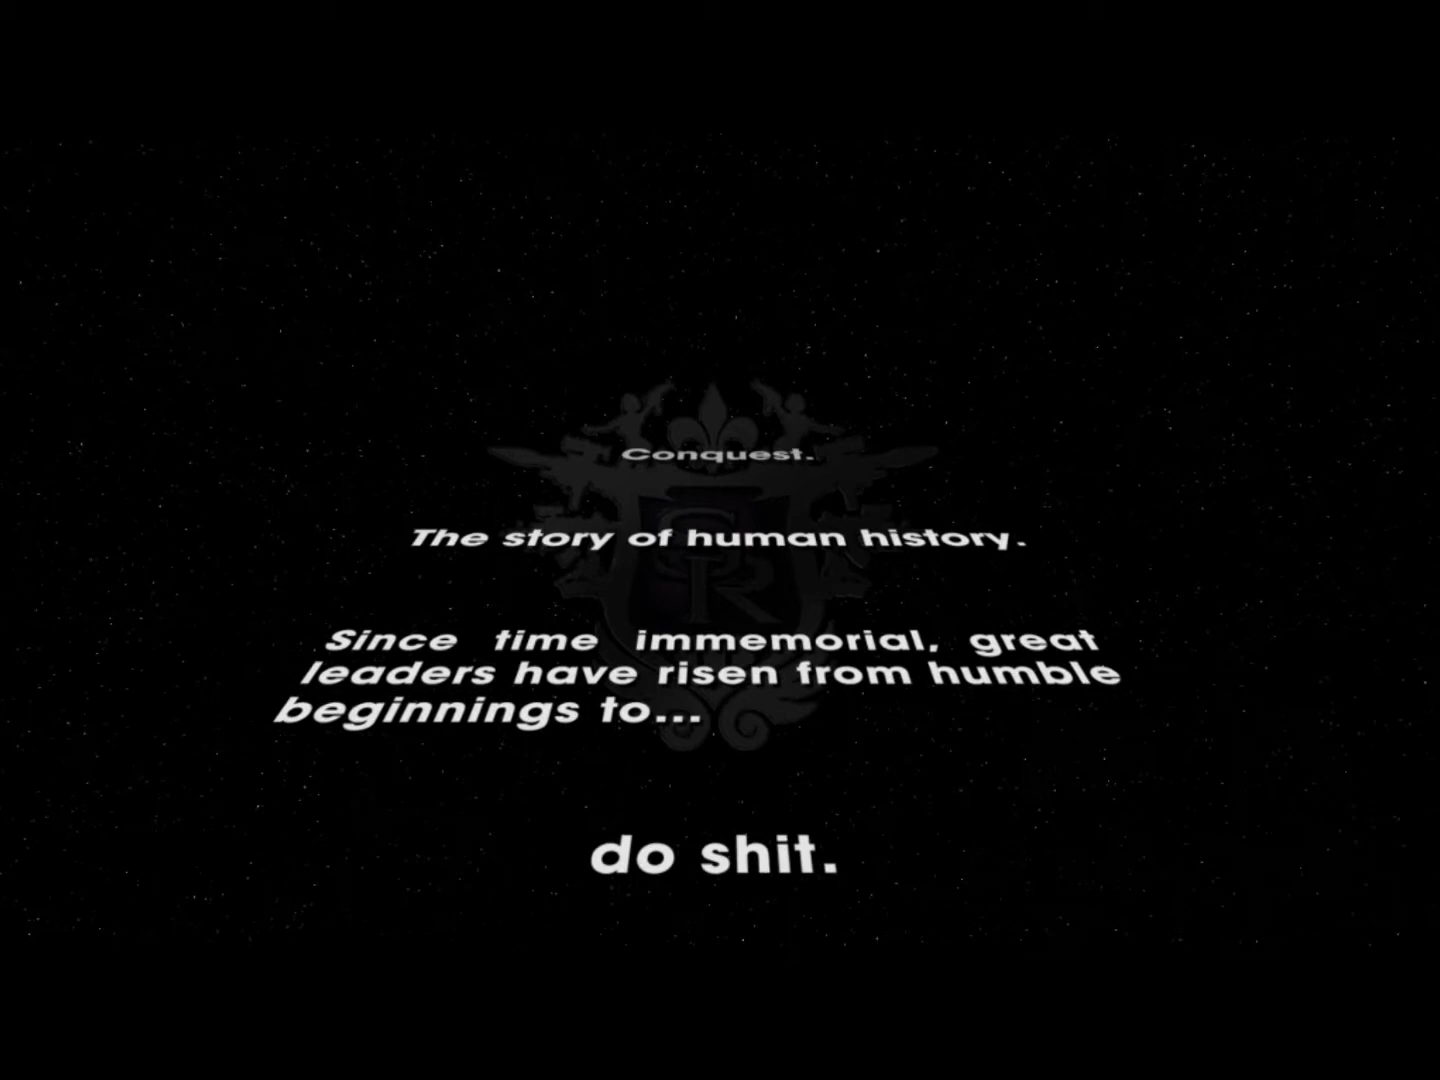 Conquest.
The story of human history.
Since time immemorial, great
leaders have risen from humble
beginnings to...
do shit.
SR